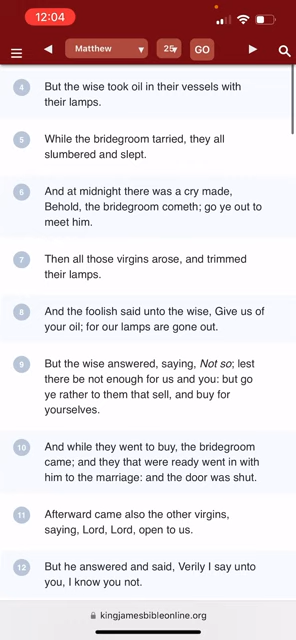 12:04
Matthew
25
GO
4 But the wise took oil in their vessels with
their lamps.
5 While the bridegroom tarried, they all
slumbered and slept.
6 And at midnight there was a cry made,
Behold, the bridegroom cometh; go ye out to
meet him.
7 Then all those virgins arose, and trimmed
their lamps.
8 And the foolish said unto the wise, Give us of
your oil; for our lamps are gone out.
9 But the wise answered, saying, Not so; lest
there be not enough for us and you: but go
ye rather to them that sell, and buy for
yourselves.
10 And while they went to buy, the bridegroom
came; and they that were ready went in with
him to the marriage: and the door was shut.
11 Afterward came also the other virgins,
saying, Lord, Lord, open to us.
12 But he answered and said, Verily I say unto
you, I know you not.
kingjamesbibleonline.org